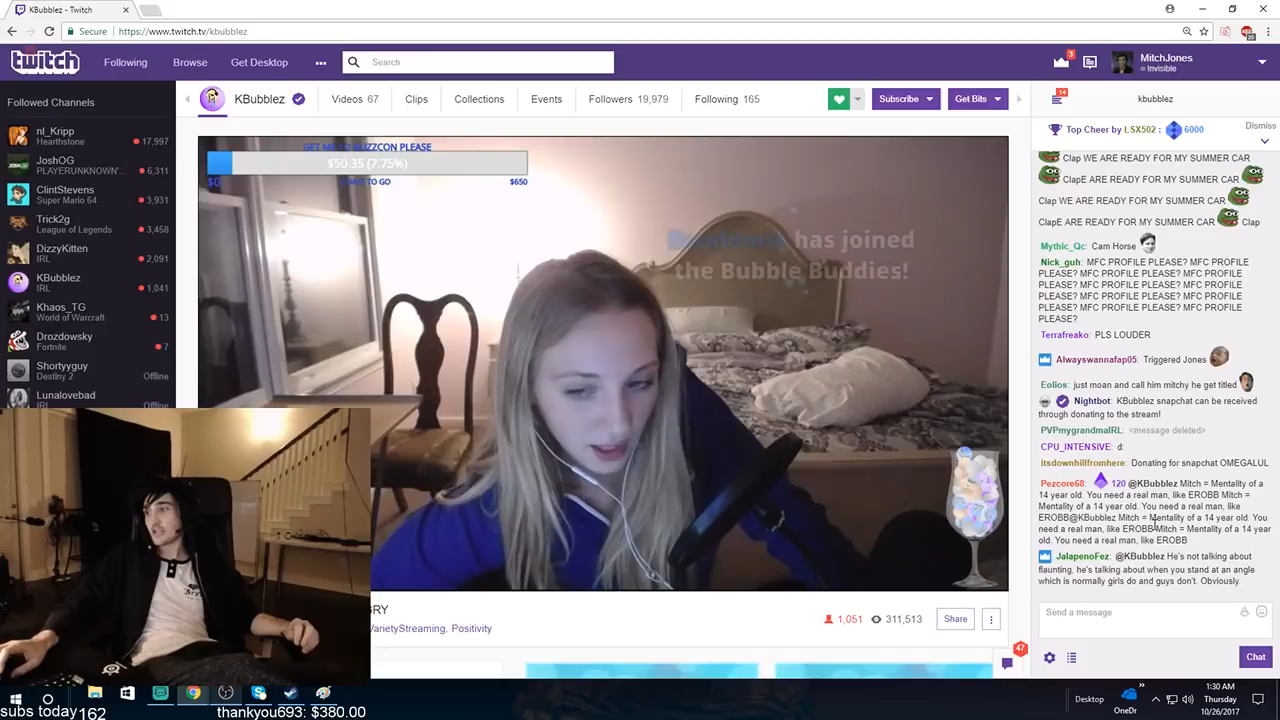 KBubblez - Twitch
Secure
https://www.twitch.tv/kbubblez
twitch
Following
Browse
Get Desktop
Search
3
MitchJones
Invisible
Followed Channels
nl_Kripp
Hearthstone
17,997
JoshOG
PLAYERUNKNOWN'...
6,311
ClintStevens
Super Mario 64
3,931
Trick2g
League of Legends
3,458
DizzyKitten
IRL
2,091
KBubblez
IRL
1,041
Khaos_TG
World of Warcraft
13
Drozdowsky
Fortnite
7
Shortyyguy
Destiny 2
Offline
Lunalovebad
IRL
Offline
KBubblez
Videos 67
Clips
Collections
Events
Followers 19,979
Following 165
Subscribe
Get Bits
$50.35 (7.75%)
$0
TO GO
$650
has joined
the Bubble Buddies!
GRY
VarietyStreaming, Positivity
1,051
311,513
Share
47
14
kbubblez
Top Cheer by LSX502 : 6000
Dismiss
Clap WE ARE READY FOR MY SUMMER CAR
ClapE ARE READY FOR MY SUMMER CAR
Clap WE ARE READY FOR MY SUMMER CAR
ClapE ARE READY FOR MY SUMMER CAR Clap
Mythic_Qc: Cam Horse
Nick_guh: MFC PROFILE PLEASE? MFC PROFILE
PLEASE? MFC PROFILE PLEASE? MFC PROFILE
PLEASE? MFC PROFILE PLEASE? MFC PROFILE
PLEASE? MFC PROFILE PLEASE? MFC PROFILE
PLEASE? MFC PROFILE PLEASE? MFC PROFILE
PLEASE?
Terrafreako: PLS LOUDER
Alwayswannafap05: Triggered Jones
Eolios: just moan and call him mitchy he get titled
Nightbot: KBubblez snapchat can be received
through donating to the stream!
PVPmygrandmaIRL: <message deleted>
CPU_INTENSIVE: d:
itsdownhillfromhere: Donating for snapchat OMEGALUL
Pezcore68: 120 @KBubblez Mitch = Mentality of a
14 year old. You need a real man, like EROBB Mitch =
Mentality of a 14 year old. You need a real man, like
EROBB@KBubblez Mitch = Mentality of a 14 year old. You
need a real man, like EROBB Mitch = Mentality of a 14 year
old. You need a real man, like EROBB
JalapenoFez: @KBubblez He's not talking about
flaunting, he's talking about when you stand at an angle
which is normally girls do and guys don't. Obviously.
Send a message
Chat
subs today 162
thankyou693: $380.00
Desktop
OneDr
1:30 AM
Thursday
10/26/2017